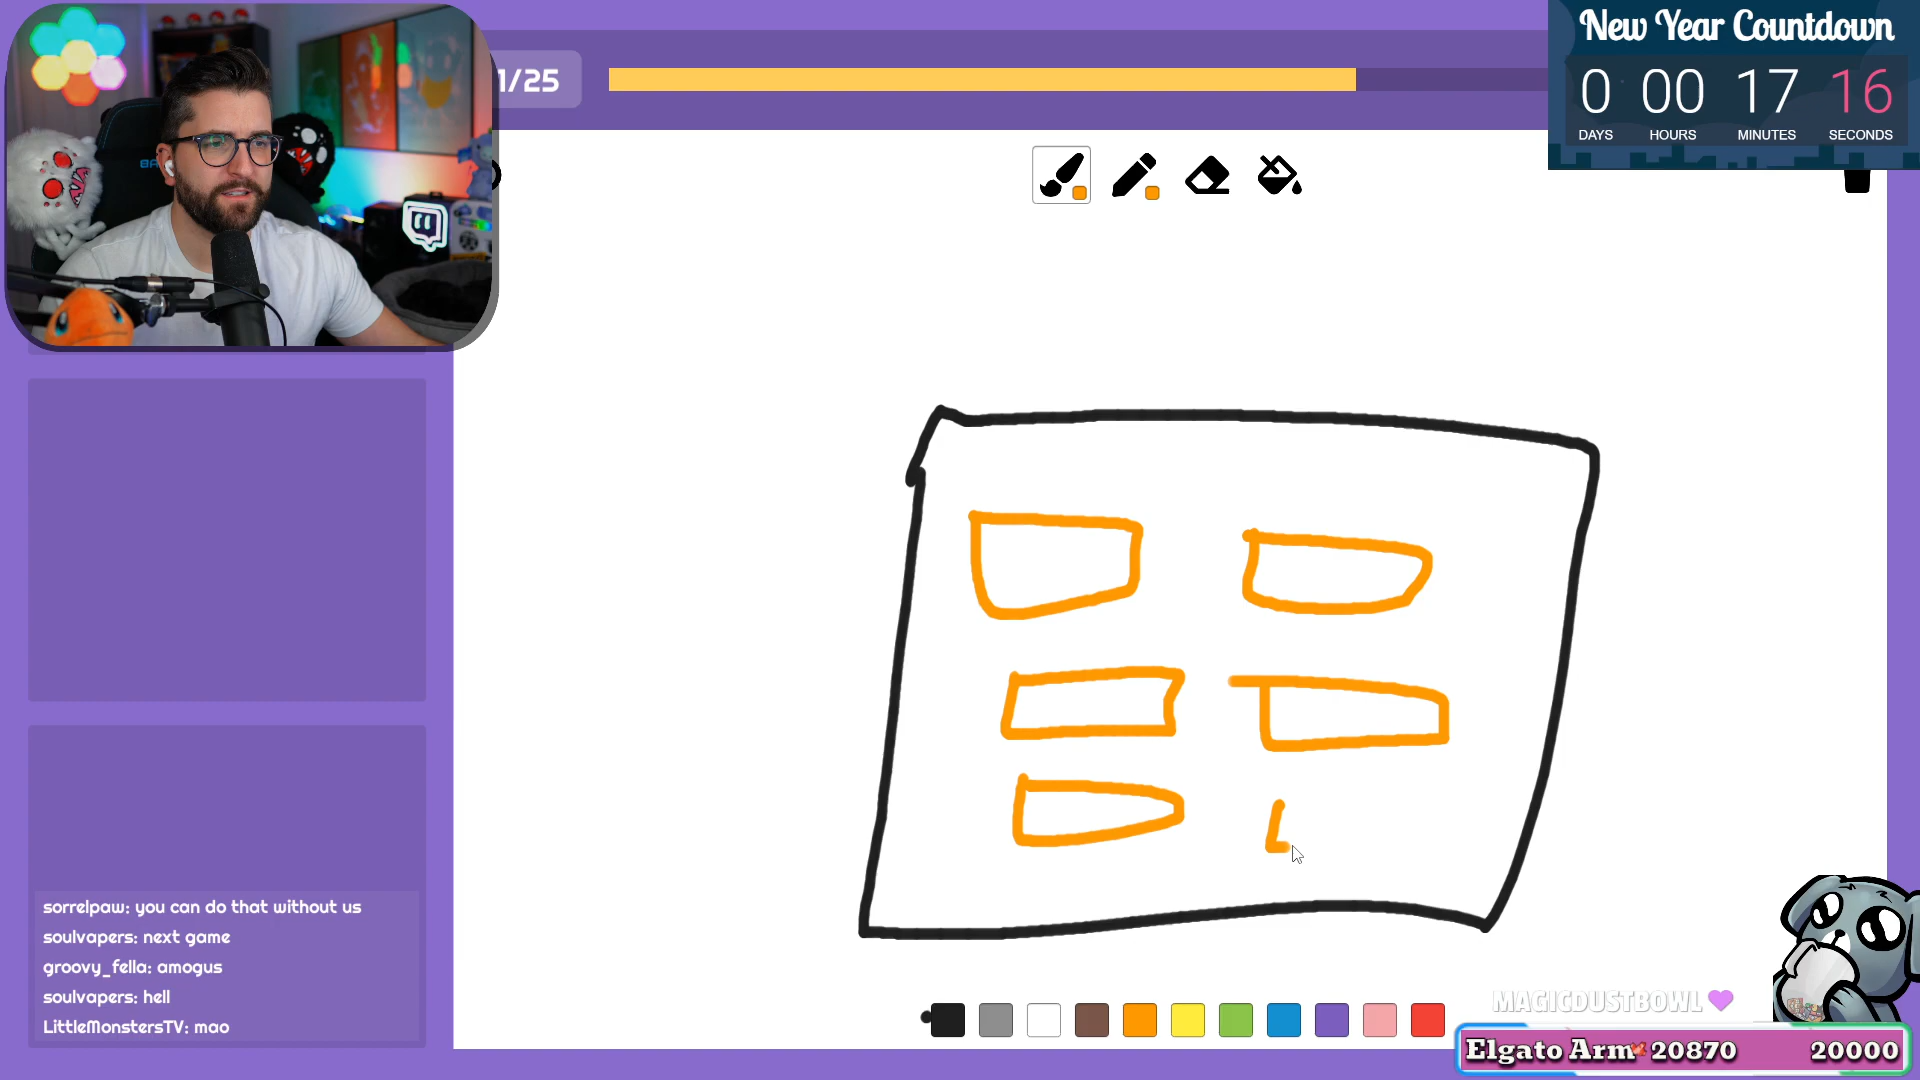 New Year Countdown
0 00 17 16
DAYS HOURS MINUTES SECONDS
/25
sorrelpaw: you can do that without us
soulvapers: next game
groovy_fella: amogus
soulvapers: hell
LittleMonstersTV: mao
MAGICDUSTBOWL
Elgato Arm 20870 20000